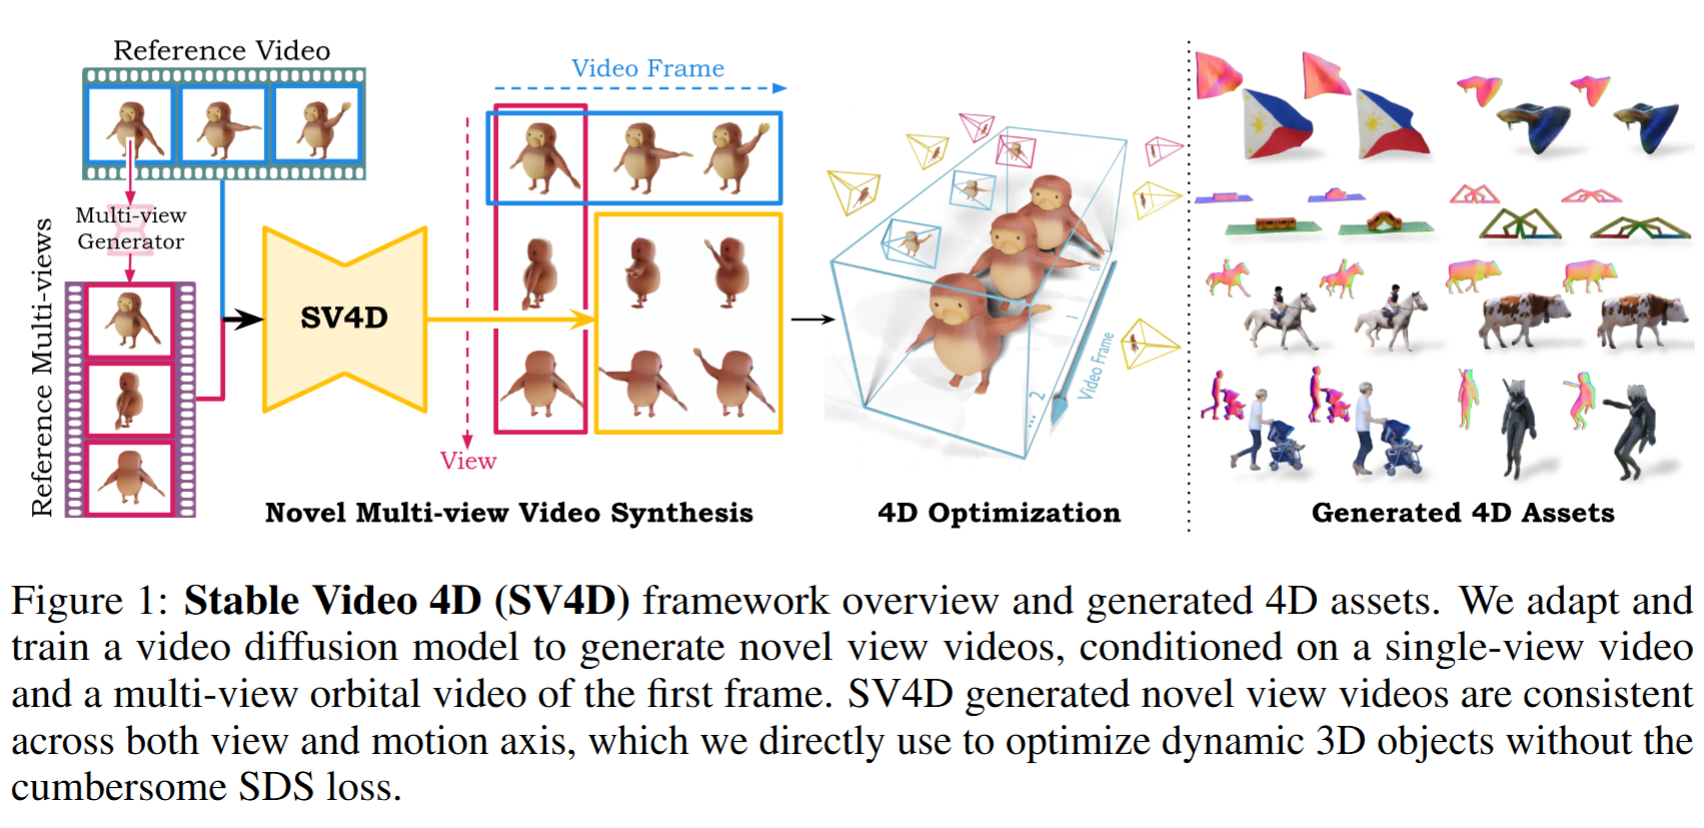 Reference Video
Multi-view
Generator
Reference Multi-views
SV4D
Video Frame
View
Novel Multi-view Video Synthesis
0
1
2
...
Video Frame
4D Optimization
Generated 4D Assets
Figure 1: Stable Video 4D (SV4D) framework overview and generated 4D assets. We adapt and
train a video diffusion model to generate novel view videos, conditioned on a single-view video
and a multi-view orbital video of the first frame. SV4D generated novel view videos are consistent
across both view and motion axis, which we directly use to optimize dynamic 3D objects without the
cumbersome SDS loss.